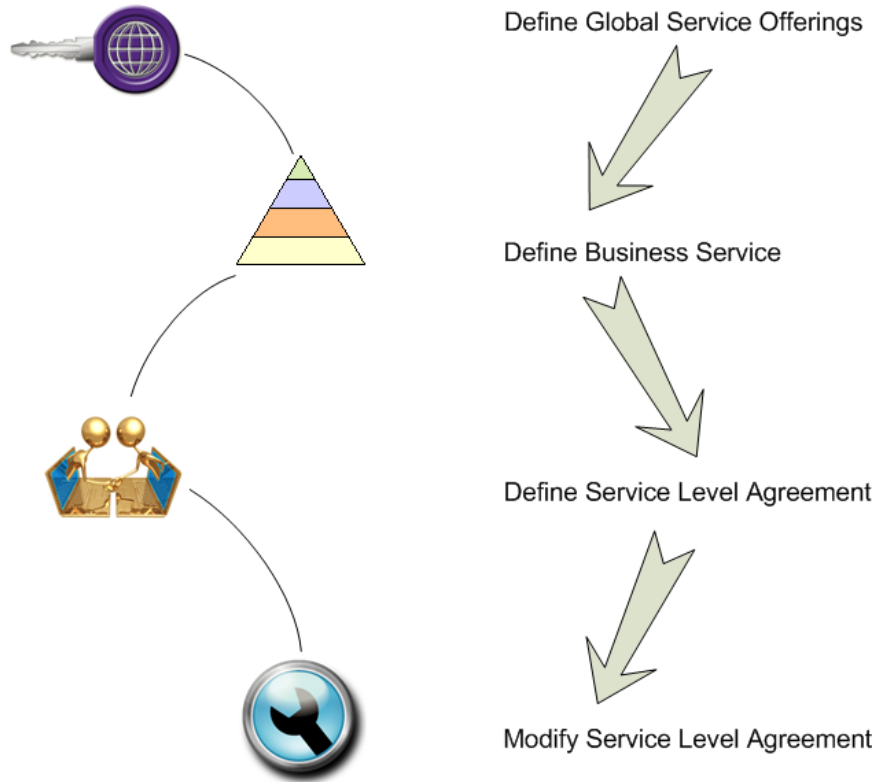 Define Global Service Offerings
Define Business Service
Define Service Level Agreement
Modify Service Level Agreement